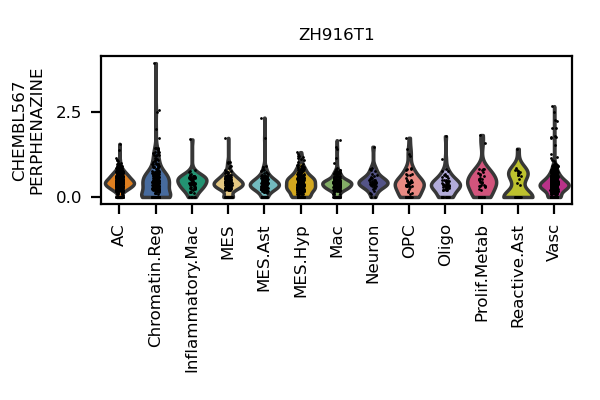 ZH916T1
CHEMBL567
PERPHENAZINE
2.5
0.0
AC
Chromatin.Reg
Inflammatory.Mac
MES
MES.Ast
MES.Hyp
Mac
Neuron
OPC
Oligo
Prolif.Metab
Reactive.Ast
Vasc